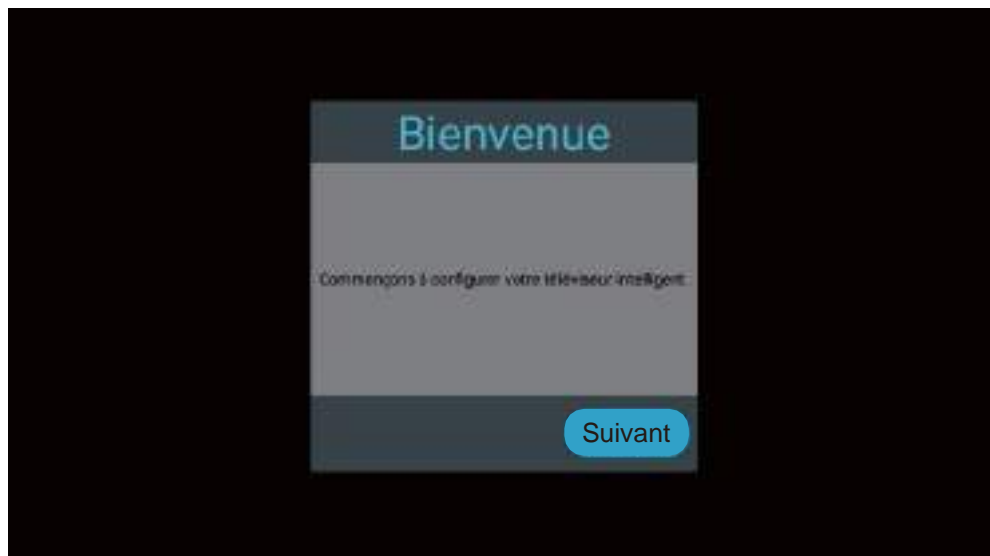 Bienvenue
Commençons à configurer votre téléviseur intelligent.
Suivant